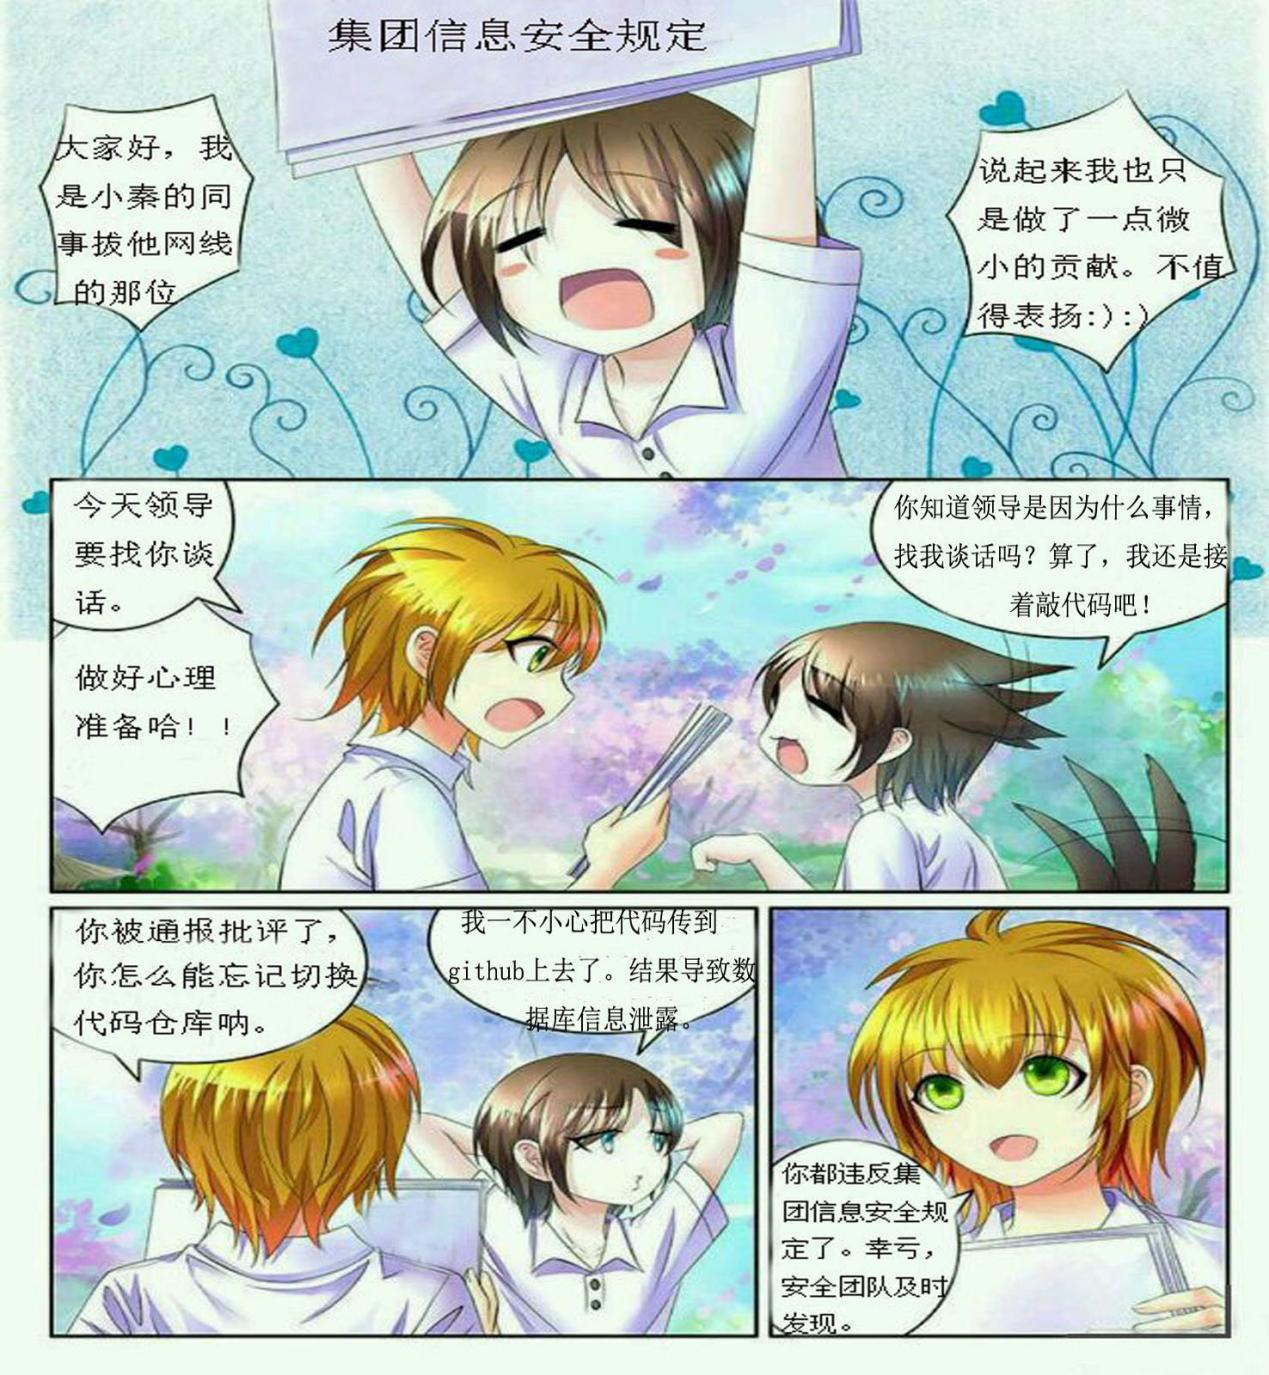 集团信息安全规定
大家好，我
是小秦的同
事拔他网线
的那位
说起来我也只
是做了一点微
小的贡献。不值
得表扬:):)
今天领导
要找你谈
话。
做好心理
准备哈！！
你知道领导是因为什么事情，
找我谈话吗？算了，我还是接
着敲代码吧！
你被通报批评了，
你怎么能忘记切换
代码仓库呐。
我一不小心把代码传到
github上去了。结果导致数
据库信息泄露。
你都违反集
团信息安全规
定了。幸亏，
安全团队及时
发现。